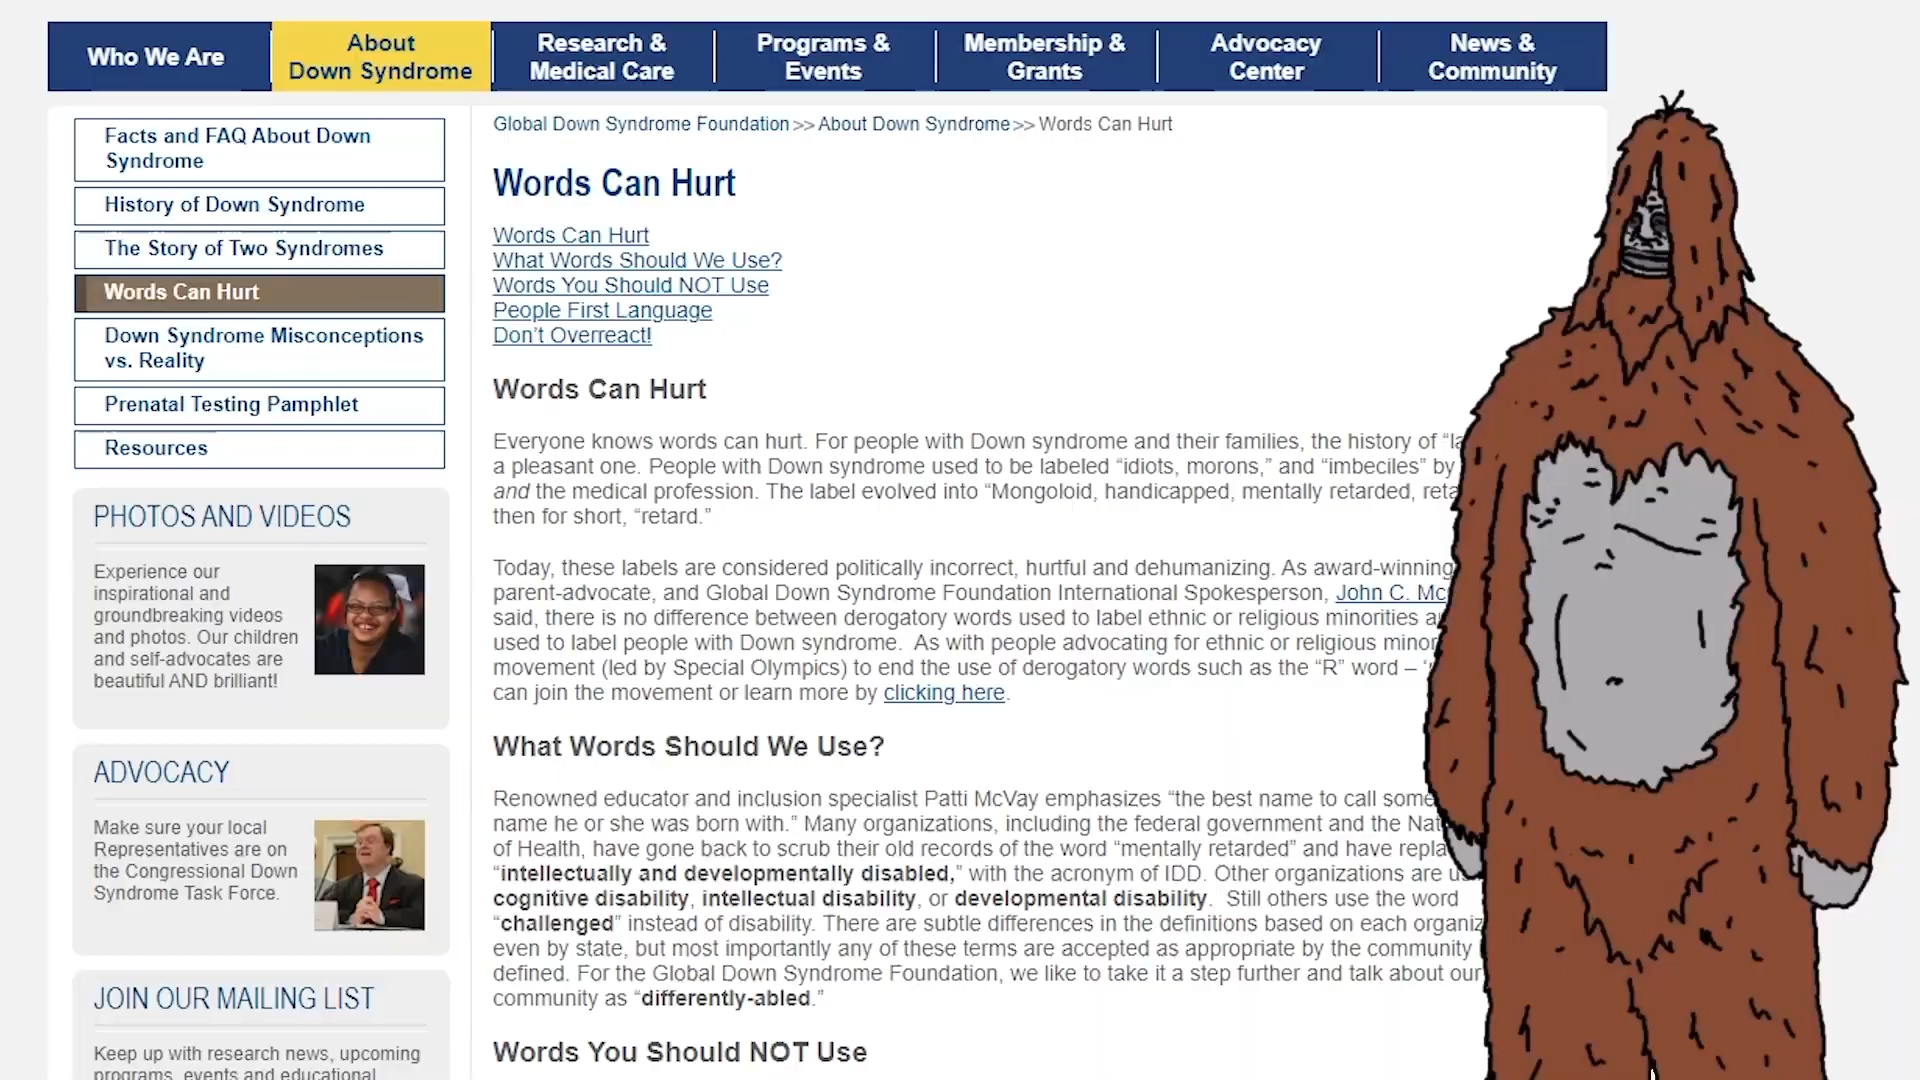 Who We Are
About
Down Syndrome
Research &
Medical Care
Programs &
Events
Membership &
Grants
Advocacy
Center
News &
Community
Facts and FAQ About Down
Syndrome
History of Down Syndrome
The Story of Two Syndromes
Words Can Hurt
Down Syndrome Misconceptions
vs. Reality
Prenatal Testing Pamphlet
Resources
PHOTOS AND VIDEOS
Experience our
inspirational and
groundbreaking videos
and photos. Our children
and self-advocates are
beautiful AND brilliant!
ADVOCACY
Make sure your local
Representatives are on
the Congressional Down
Syndrome Task Force.
JOIN OUR MAILING LIST
Keep up with research news, upcoming
programs, events and educational
Global Down Syndrome Foundation >> About Down Syndrome >> Words Can Hurt
Words Can Hurt
Words Can Hurt
What Words Should We Use?
Words You Should NOT Use
People First Language
Don't Overreact!
Words Can Hurt
Everyone knows words can hurt. For people with Down syndrome and their families, the history of
a pleasant one. People with Down syndrome used to be labeled “idiots, morons,” and “imbeciles” by
and the medical profession. The label evolved into “Mongoloid, handicapped, mentally retarded,
then for short, “retard.”
Today, these labels are considered politically incorrect, hurtful and dehumanizing. As award-winning
parent-advocate, and Global Down Syndrome Foundation International Spokesperson, John C.
said, there is no difference between derogatory words used to label ethnic or religious minorities
used to label people with Down syndrome. As with people advocating for ethnic or religious
movement (led by Special Olympics) to end the use of derogatory words such as the “R” word –
can join the movement or learn more by clicking here.
What Words Should We Use?
Renowned educator and inclusion specialist Patti McVay emphasizes “the best name to call
name he or she was born with.” Many organizations, including the federal government and the
of Health, have gone back to scrub their old records of the word “mentally retarded” and have
“intellectually and developmentally disabled,” with the acronym of IDD. Other organizations are
cognitive disability, intellectual disability, or developmental disability. Still others use the word
“challenged” instead of disability. There are subtle differences in the definitions based on each
even by state, but most importantly any of these terms are accepted as appropriate by the community
defined. For the Global Down Syndrome Foundation, we like to take it a step further and talk about our
community as “differently-abled.”
Words You Should NOT Use